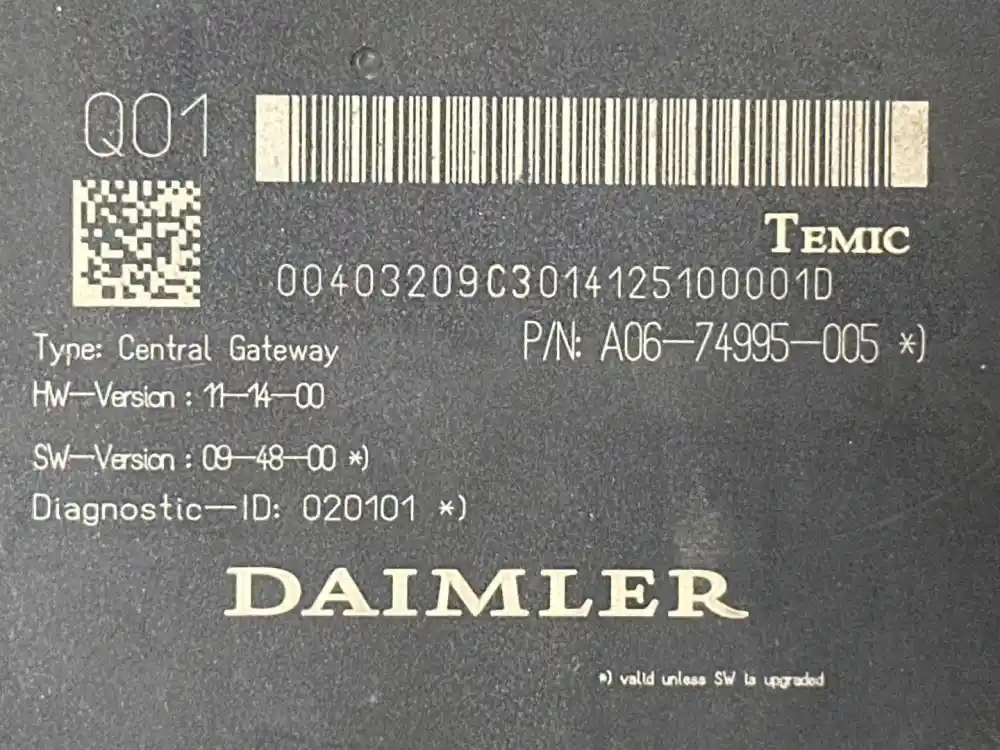 Q01
TEMIC
00403209C3014125100001D
P/N: A06-74995-005 *)
Type: Central Gateway
HW-Version : 11-14-00
SW-Version : 09-48-00 *)
Diagnostic-ID: 020101 *)
DAIMLER
*) valid unless SW is upgraded